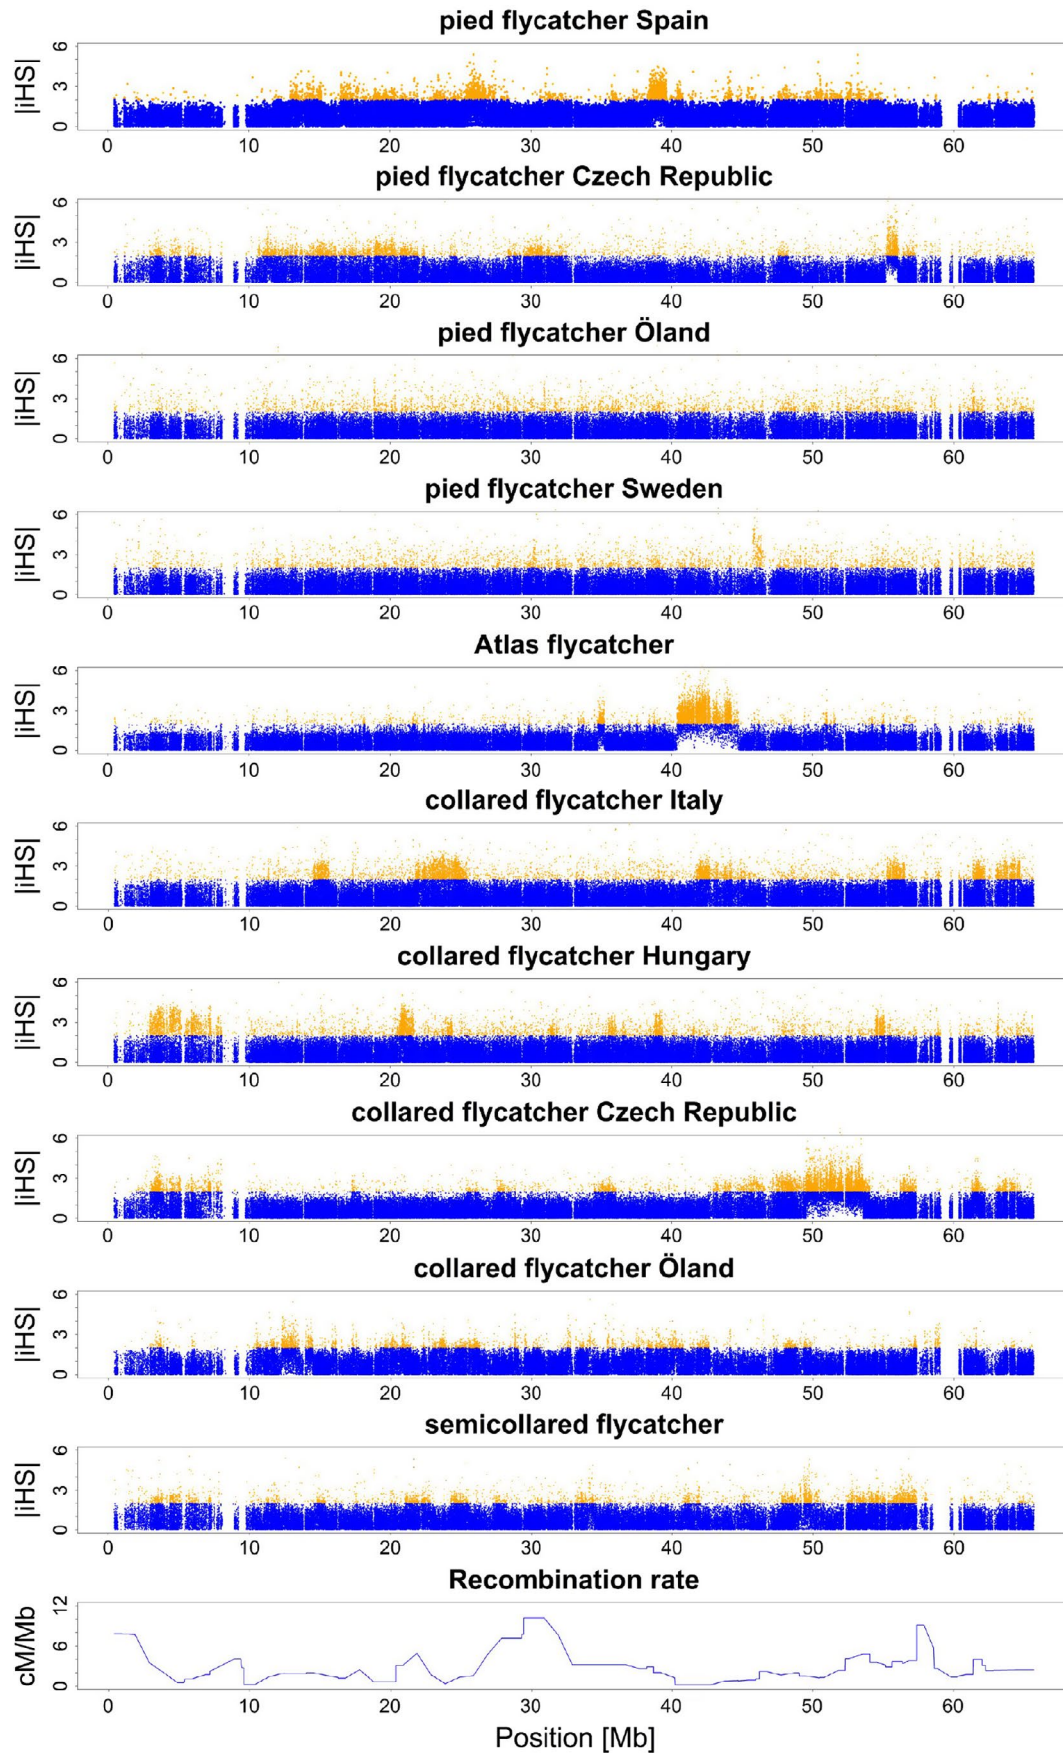 pied flycatcher Spain
|iHS|
6
3
0
0 10 20 30 40 50 60
pied flycatcher Czech Republic
|iHS|
6
3
0
0 10 20 30 40 50 60
pied flycatcher Öland
|iHS|
6
3
0
0 10 20 30 40 50 60
pied flycatcher Sweden
|iHS|
6
3
0
0 10 20 30 40 50 60
Atlas flycatcher
|iHS|
6
3
0
0 10 20 30 40 50 60
collared flycatcher Italy
|iHS|
6
3
0
0 10 20 30 40 50 60
collared flycatcher Hungary
|iHS|
6
3
0
0 10 20 30 40 50 60
collared flycatcher Czech Republic
|iHS|
6
3
0
0 10 20 30 40 50 60
collared flycatcher Öland
|iHS|
6
3
0
0 10 20 30 40 50 60
semicollared flycatcher
|iHS|
6
3
0
0 10 20 30 40 50 60
Recombination rate
cM/Mb
12
6
0
0 10 20 30 40 50 60
Position [Mb]